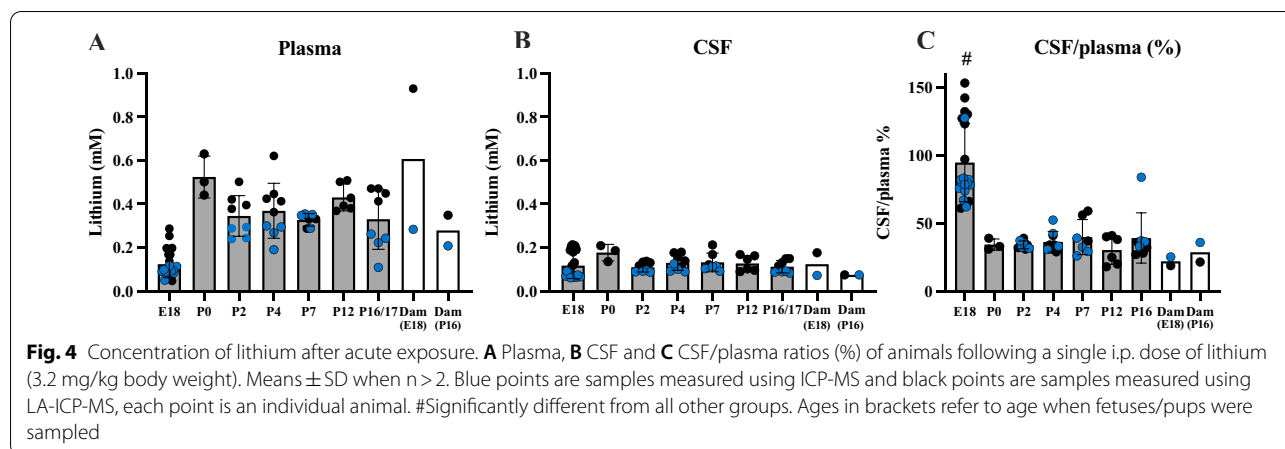 A Plasma
Lithium (mM)
1.0
0.8
0.6
0.4
0.2
0.0
E18 P0 P2 P4 P7 P12 P16/17 Dam (E18) Dam (P16)
B CSF
Lithium (mM)
1.0
0.8
0.6
0.4
0.2
0.0
E18 P0 P2 P4 P7 P12 P16/17 Dam (E18) Dam (P16)
C CSF/plasma (%)
#
CSF/plasma %
150
100
50
0
E18 P0 P2 P4 P7 P12 P16 Dam (E18) Dam (P16)
Fig. 4 Concentration of lithium after acute exposure. A Plasma, B CSF and C CSF/plasma ratios (%) of animals following a single i.p. dose of lithium
(3.2 mg/kg body weight). Means ± SD when n > 2. Blue points are samples measured using ICP-MS and black points are samples measured using
LA-ICP-MS, each point is an individual animal. #Significantly different from all other groups. Ages in brackets refer to age when fetuses/pups were
sampled